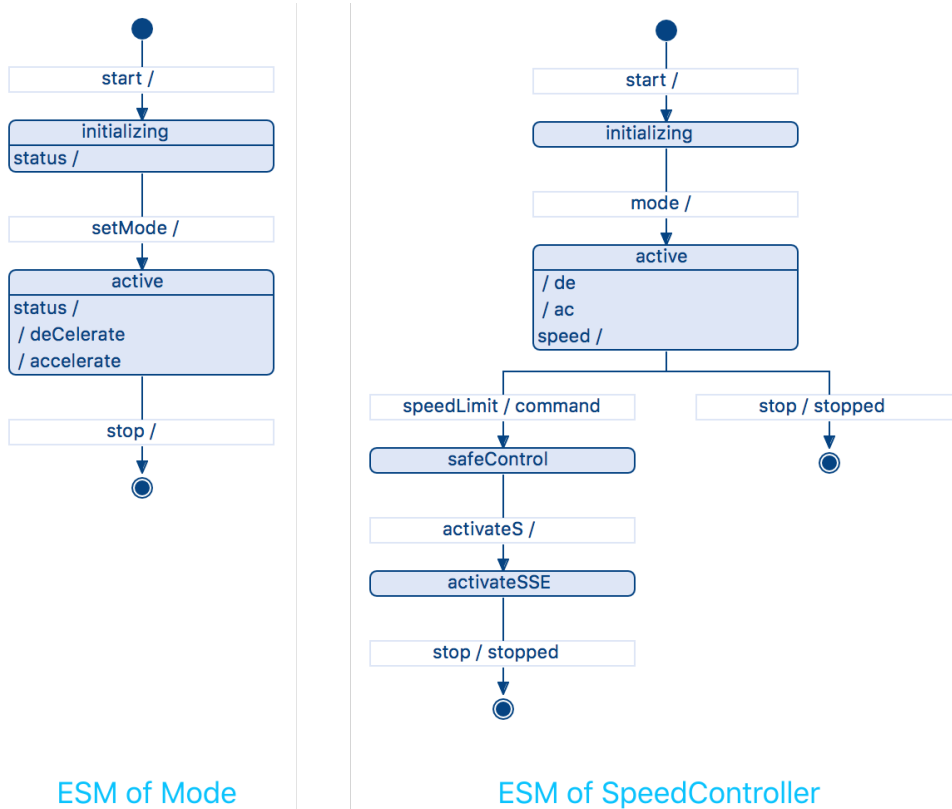 start /
initializing
status /
setMode /
active
status /
/ deCelerate
/ accelerate
stop /
ESM of Mode
start /
initializing
mode /
active
/ de
/ ac
speed /
speedLimit / command
stop / stopped
safeControl
activateS /
activateSSE
stop / stopped
ESM of SpeedController